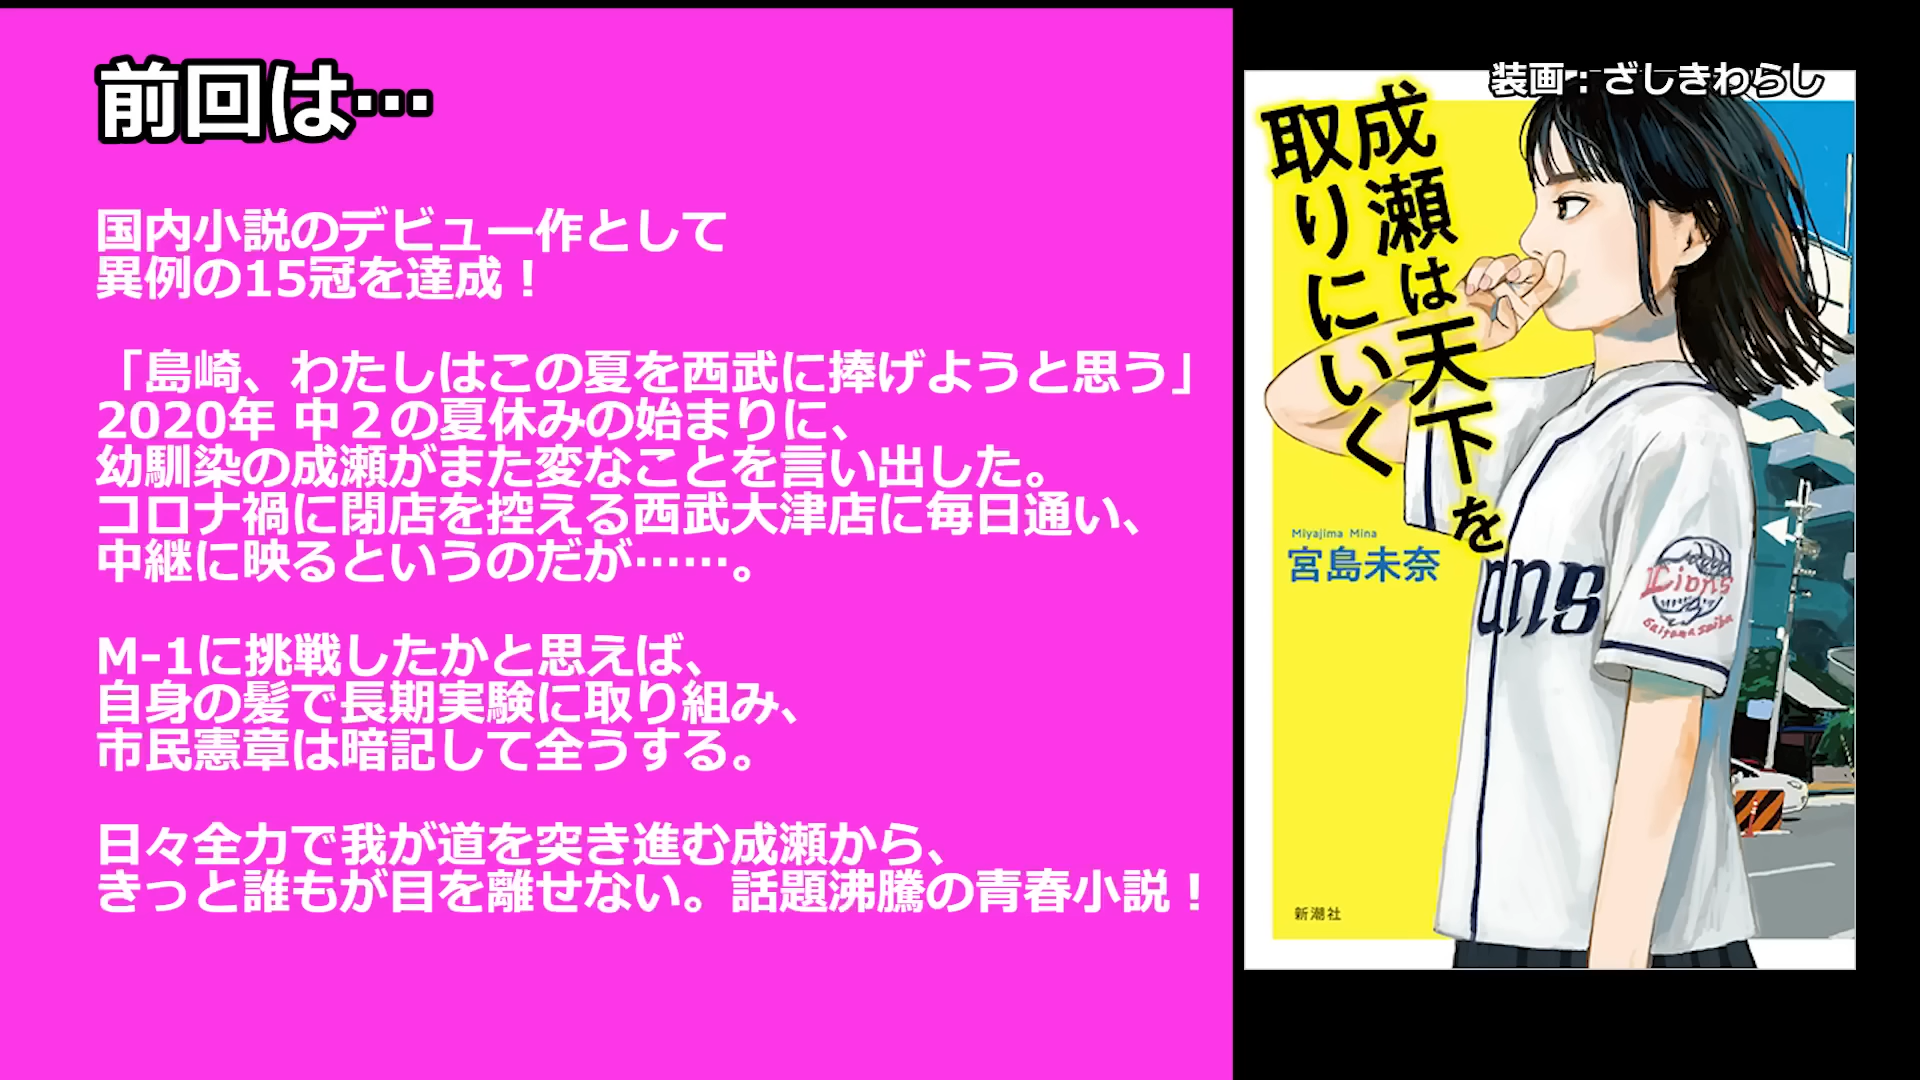 前回は…
国内小説のデビュー作として
異例の15冠を達成！
「島崎、わたしはこの夏を西武に捧げようと思う」
2020年 中２の夏休みの始まりに、
幼馴染の成瀬がまた変なことを言い出した。
コロナ禍に閉店を控える西武大津店に毎日通い、
中継に映るというのだが……。
M-1に挑戦したかと思えば、
自身の髪で長期実験に取り組み、
市民憲章は暗記して全うする。
日々全力で我が道を突き進む成瀬から、
きっと誰もが目を離せない。話題沸騰の青春小説！
装画：ざしきわらし
成瀬は天下を
取りにいく
Miyajima Mina
宮島未奈
ons
Lions
Saitama Seibu
新潮社